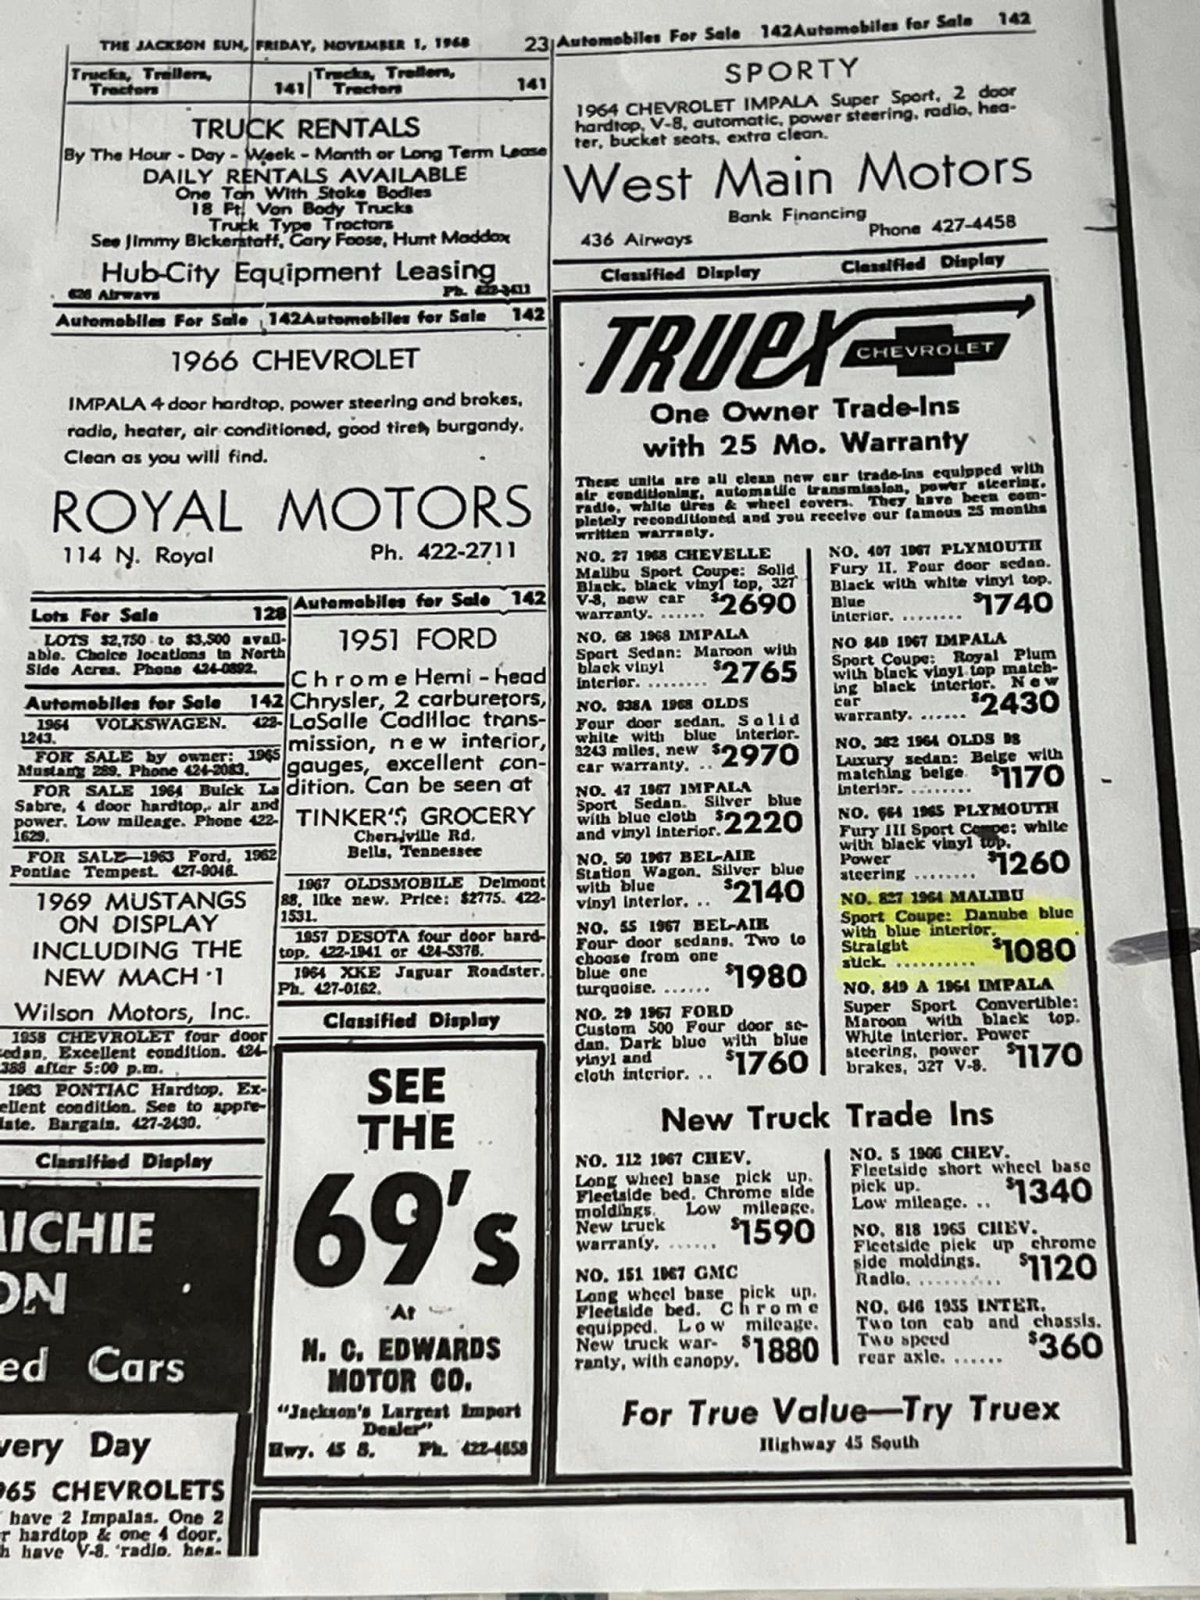 THE JACKSON SUN, FRIDAY, NOVEMBER 1, 1968 23
Trucks, Trailers,
Tractors 141
Trucks, Trailers,
Tractors 141
TRUCK RENTALS
By The Hour - Day - Week - Month or Long Term Lease
DAILY RENTALS AVAILABLE
One Ton With Stake Bodies
18 Ft. Van Body Trucks
Truck Type Tractors
See Jimmy Bickerstaff, Gary Foose, Hunt Maddox
Hub-City Equipment Leasing
626 Airways Ph. 422-3411
Automobiles For Sale 142 Automobiles for Sale 142
1966 CHEVROLET
IMPALA 4 door hardtop, power steering and brakes,
radio, heater, air conditioned, good tires, burgandy.
Clean as you will find.
ROYAL MOTORS
114 N. Royal Ph. 422-2711
Lots For Sale 128
LOTS $2,750 to $3,500 avail-
able. Choice locations in North
Side Acres. Phone 424-0892.
Automobiles for Sale 142
1964 VOLKSWAGEN. 422-
1243.
FOR SALE by owner: 1965
Mustang 289. Phone 424-2083.
FOR SALE 1964 Buick La
Sabre, 4 door hardtop, air and
power. Low mileage. Phone 422-
1629.
FOR SALE—1963 Ford, 1962
Pontiac Tempest. 427-9046.
1969 MUSTANGS
ON DISPLAY
INCLUDING THE
NEW MACH 1
Wilson Motors, Inc.
1958 CHEVROLET four door
sedan. Excellent condition. 424-
388 after 5:00 p.m.
1963 PONTIAC Hardtop. Ex-
ellent condition. See to appre-
iate. Bargain. 427-2430.
Classified Display
ICHIE
ON
ed Cars
very Day
965 CHEVROLETS
have 2 Impalas. One 2
r hardtop & one 4 door,
h have V-8, radio, hea-
Automobiles for Sale 142
1951 FORD
Chrome Hemi-head
Chrysler, 2 carburetors,
LaSalle Cadillac trans-
mission, new interior,
gauges, excellent con-
dition. Can be seen at
TINKER'S GROCERY
Cherryville Rd.
Bells, Tennessee
1967 OLDSMOBILE Delmont
88, like new. Price: $2775. 422-
1531.
1957 DESOTA four door hard-
top. 422-1941 or 424-5376.
1964 XKE Jaguar Roadster.
Ph. 427-0162.
Classified Display
SEE
THE
69's
At
N. C. EDWARDS
MOTOR CO.
"Jackson's Largest Import
Dealer"
Hwy. 45 S. Ph. 422-4658
Automobiles For Sale 142 Automobiles for Sale 142
SPORTY
1964 CHEVROLET IMPALA Super Sport, 2 door
hardtop, V-8, automatic, power steering, radio, hea-
ter, bucket seats, extra clean.
West Main Motors
Bank Financing
436 Airways Phone 427-4458
Classified Display Classified Display
TRUEX CHEVROLET
One Owner Trade-Ins
with 25 Mo. Warranty
These units are all clean new car trade-ins equipped with
air conditioning, automatic transmission, power steering,
radio, white tires & wheel covers. They have been com-
pletely reconditioned and you receive our famous 25 months
written warranty.
NO. 27 1968 CHEVELLE
Malibu Sport Coupe: Solid
Black, black vinyl top, 327
V-8, new car
warranty. ...... $2690
NO. 68 1968 IMPALA
Sport Sedan: Maroon with
black vinyl
interior. ........ $2765
NO. 838A 1968 OLDS
Four door sedan. Solid
white with blue interior.
3243 miles, new
car warranty. .. $2970
NO. 47 1967 IMPALA
Sport Sedan. Silver blue
with blue cloth
and vinyl interior. $2220
NO. 50 1967 BEL-AIR
Station Wagon. Silver blue
with blue
vinyl interior. .. $2140
NO. 55 1967 BEL-AIR
Four door sedans. Two to
choose from one
blue one
turquoise. ...... $1980
NO. 29 1967 FORD
Custom 500 Four door se-
dan. Dark blue with blue
vinyl and
cloth interior. .. $1760
NO. 407 1967 PLYMOUTH
Fury II. Four door sedan.
Black with white vinyl top.
Blue
interior. ........ $1740
NO 840 1967 IMPALA
Sport Coupe: Royal Plum
with black vinyl top match-
ing black interior. New
car
warranty. ...... $2430
NO. 362 1964 OLDS 98
Luxury sedan: Beige with
matching beige
interior. ........ $1170
NO. 664 1965 PLYMOUTH
Fury III Sport Coupe: white
with black vinyl top.
Power
steering ........ $1260
NO. 827 1964 MALIBU
Sport Coupe: Danube blue
with blue interior.
Straight
stick. .......... $1080
NO. 849 A 1964 IMPALA
Super Sport Convertible:
Maroon with black top.
White interior. Power
steering, power
brakes, 327 V-8. $1170
New Truck Trade Ins
NO. 112 1967 CHEV.
Long wheel base pick up.
Fleetside bed. Chrome side
moldings. Low mileage.
New truck
warranty. ...... $1590
NO. 151 1967 GMC
Long wheel base pick up.
Fleetside bed. Chrome
equipped. Low mileage.
New truck war-
ranty, with canopy. $1880
NO. 5 1966 CHEV.
Fleetside short wheel base
pick up.
Low mileage. .. $1340
NO. 818 1965 CHEV.
Fleetside pick up chrome
side moldings.
Radio. .......... $1120
NO. 646 1955 INTER.
Two ton cab and chassis.
Two speed
rear axle. ...... $360
For True Value—Try Truex
Highway 45 South